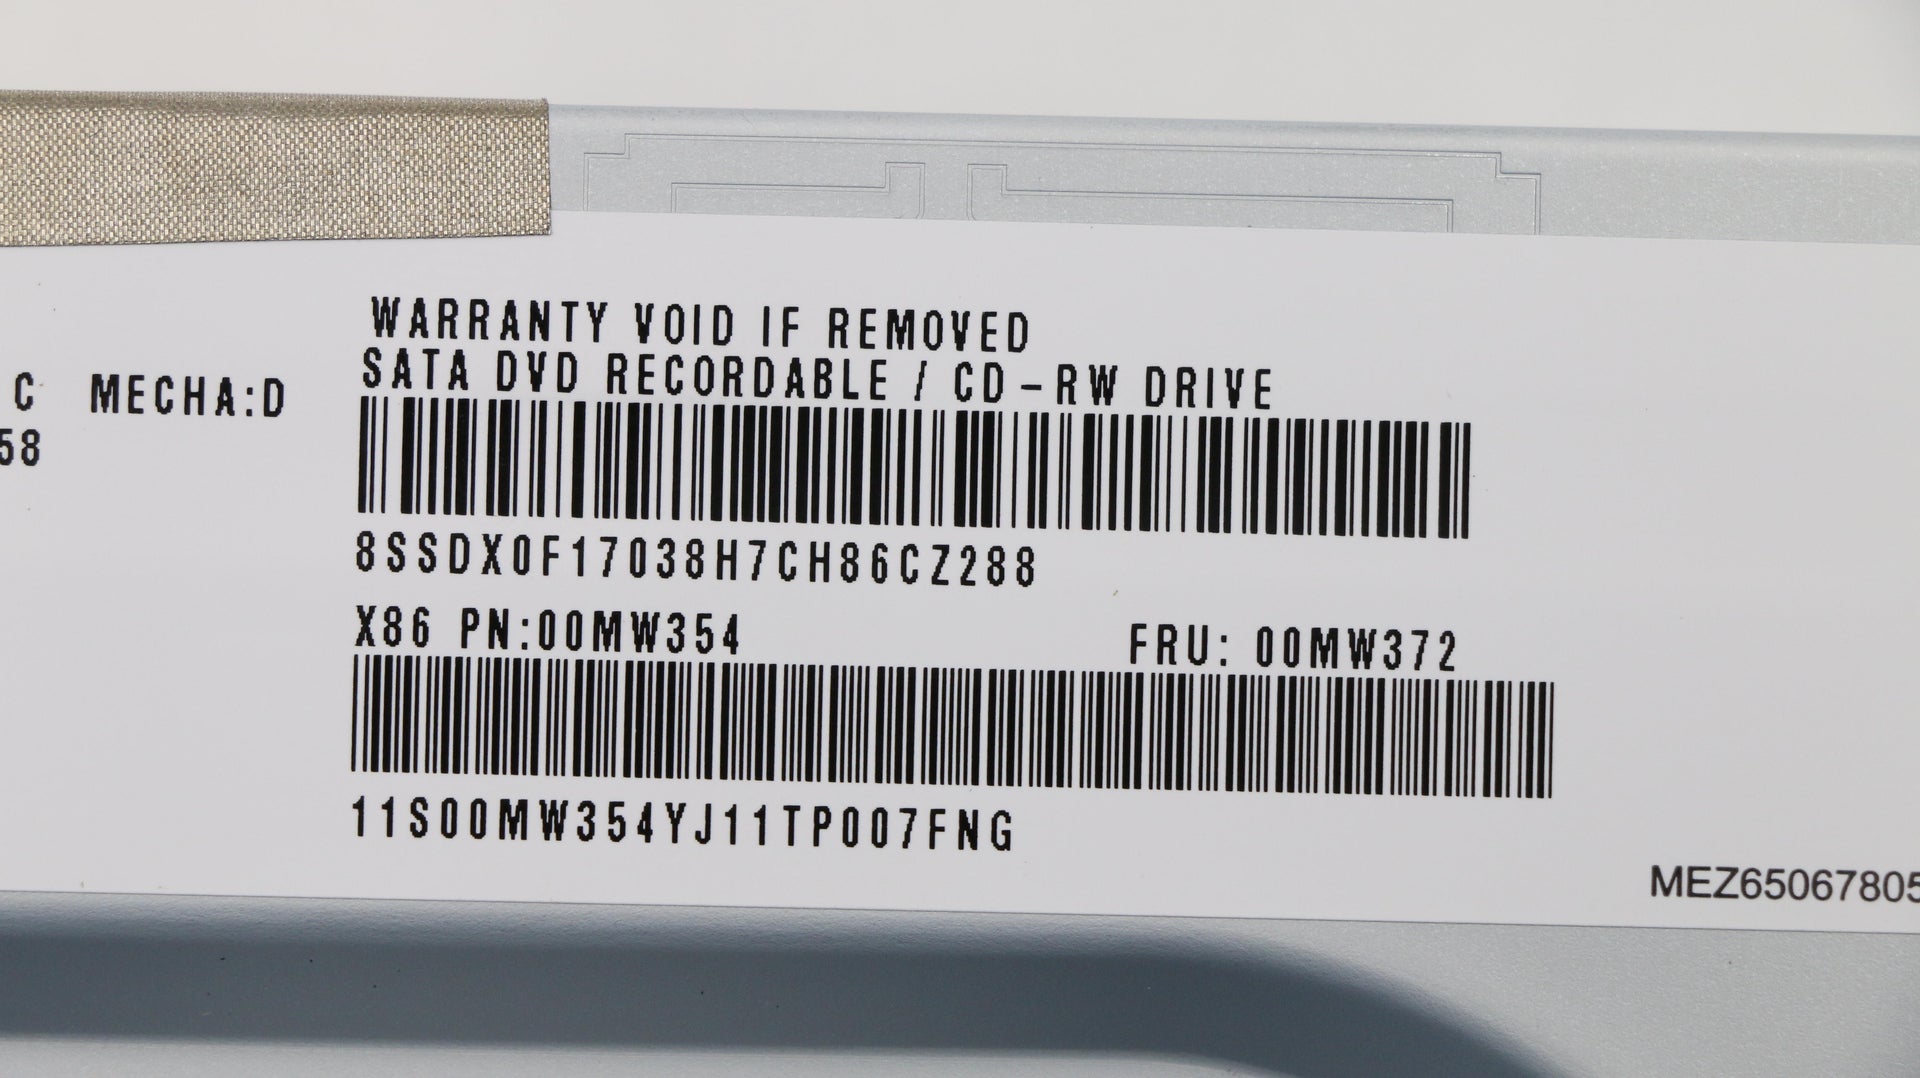 WARRANTY VOID IF REMOVED
SATA DVD RECORDABLE / CD-RW DRIVE
C MECHA:D
58
8SSDX0F17038H7CH86CZ288
X86 PN:00MW354 FRU: 00MW372
11S00MW354YJ11TP007FNG
MEZ65067805